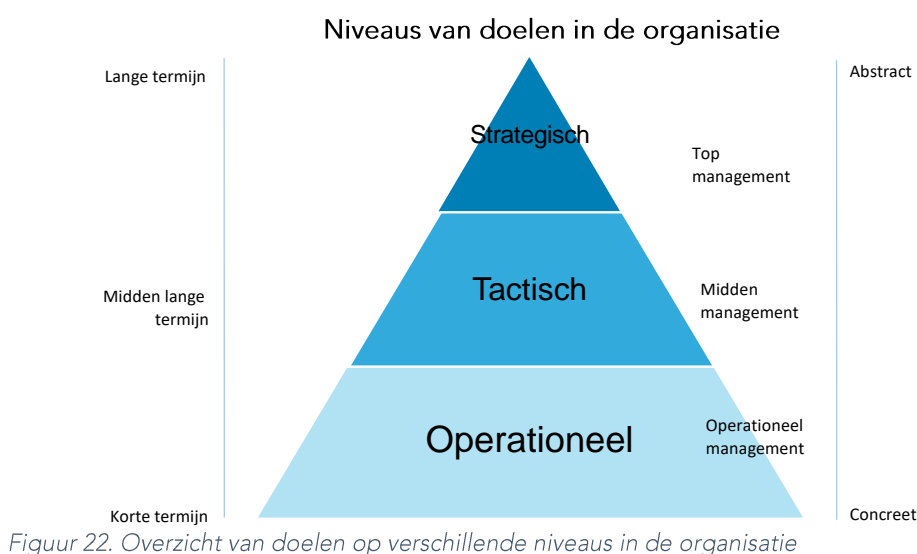 Niveaus van doelen in de organisatie
Lange termijn
Abstract
Strategisch
Top
management
Midden lange
termijn
Tactisch
Midden
management
Operationeel
Operationeel
management
Korte termijn
Concreet
Figuur 22. Overzicht van doelen op verschillende niveaus in de organisatie